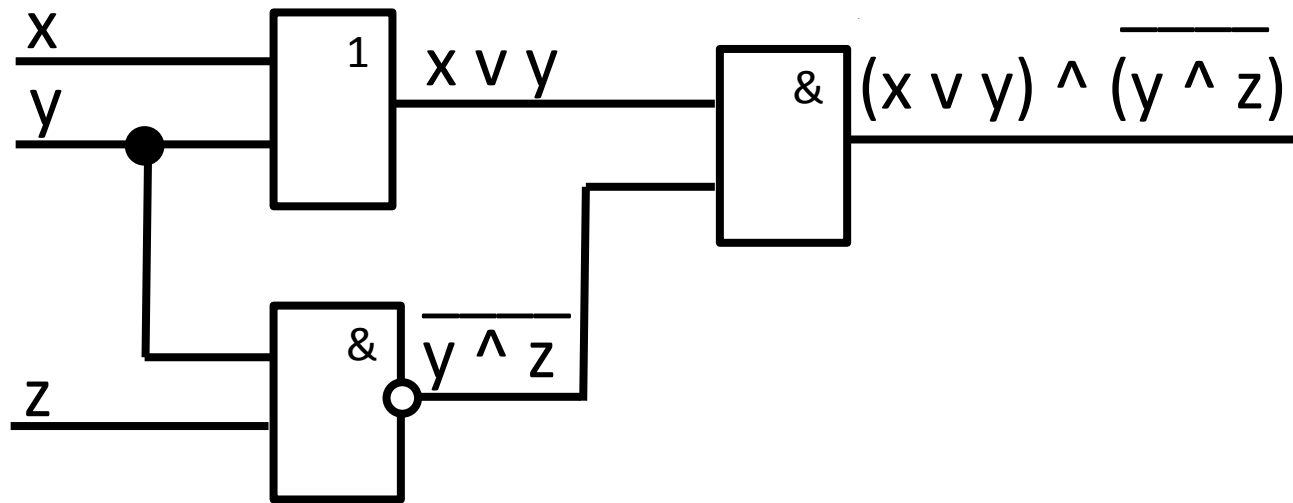 x
1
x v y
y
&
(x v y) ^ (y ^ z)
&
y ^ z
z